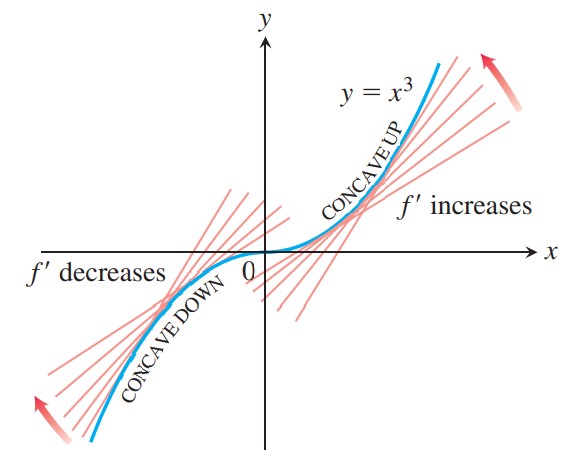 y
y = x³
CONCAVE UP
f′ increases
x
f′ decreases
0
CONCAVE DOWN